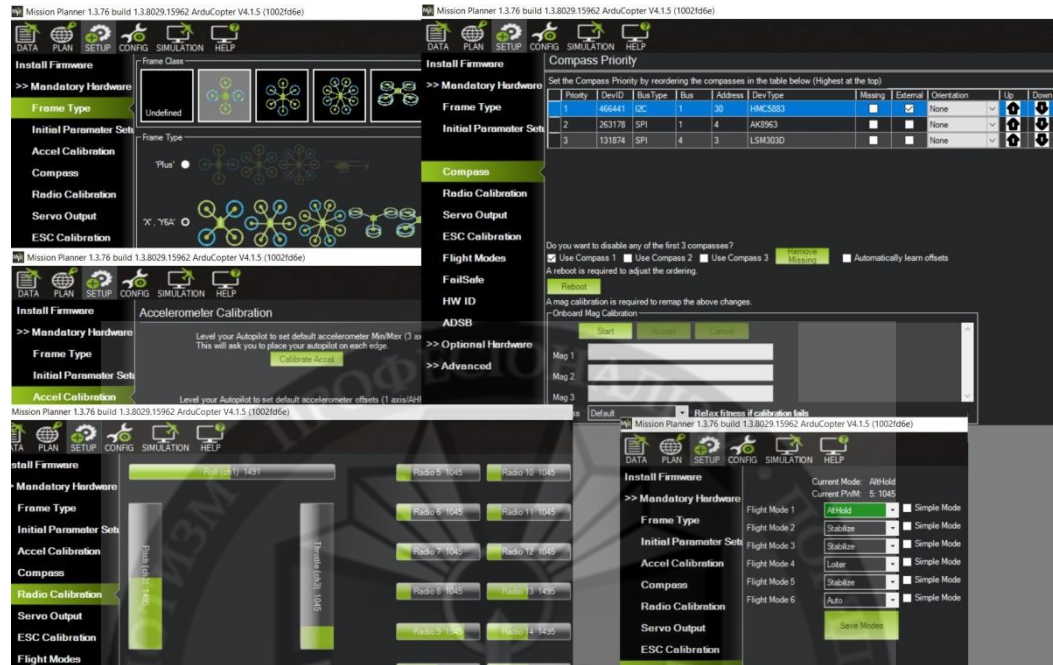 Mission Planner 1.3.76 build 1.3.8029.15962 ArduCopter V4.1.5 (1002fd6e)
DATA PLAN SETUP CONFIG SIMULATION HELP
Install Firmware
>> Mandatory Hardware
Frame Type
Initial Parameter Setu
Accel Calibration
Compass
Radio Calibration
Servo Output
ESC Calibration
Frame Class
Undefined
Frame Type
'Plus'
'X', 'Y6A'
Mission Planner 1.3.76 build 1.3.8029.15962 ArduCopter V4.1.5 (1002fd6e)
DATA PLAN SETUP CONFIG SIMULATION HELP
Install Firmware
>> Mandatory Hardware
Frame Type
Initial Parameter Setu
Compass
Radio Calibration
Servo Output
ESC Calibration
Flight Modes
FailSafe
HW ID
ADSB
>> Optional Hardware
>> Advanced
Compass Priority
Set the Compass Priority by reordering the compasses in the table below (Highest at the top)
Priority DevID BusType Bus Address DevType Missing External Orientation Up Down
1 466441 I2C 1 30 HMC5883 None
2 263178 SPI 1 4 AK8963 None
3 131874 SPI 4 3 LSM303D None
Do you want to disable any of the first 3 compasses?
Use Compass 1 Use Compass 2 Use Compass 3 Remove Missing Automatically learn offsets
A reboot is required to adjust the ordering.
Reboot
A mag calibration is required to remap the above changes.
Onboard Mag Calibration
Start Accept Cancel
Mag 1
Mag 2
Mag 3
Default Relax fitness if calibration fails
Mission Planner 1.3.76 build 1.3.8029.15962 ArduCopter V4.1.5 (1002fd6e)
DATA PLAN SETUP CONFIG SIMULATION HELP
Install Firmware
>> Mandatory Hardware
Frame Type
Initial Parameter Setu
Accel Calibration
Accelerometer Calibration
Level your Autopilot to set default accelerometer Min/Max (3 ax
This will ask you to place your autopilot on each edge.
Calibrate Accel
Level your Autopilot to set default accelerometer offsets (1 axis/AH
Mission Planner 1.3.76 build 1.3.8029.15962 ArduCopter V4.1.5 (1002fd6e)
TA PLAN SETUP CONFIG SIMULATION HELP
stall Firmware
Mandatory Hardware
Frame Type
Initial Parameter Setu
Accel Calibration
Compass
Radio Calibration
Servo Output
ESC Calibration
Flight Modes
Roll (ch1) 1491
Pitch (ch2) 1495
Throttle (ch3) 1045
Radio 5 1045 Radio 10 1045
Radio 6 1045 Radio 11 1045
Radio 7 1045 Radio 12 1045
Radio 8 1045 Radio 13 1495
Radio 14 1495
Mission Planner 1.3.76 build 1.3.8029.15962 ArduCopter V4.1.5 (1002fd6e)
DATA PLAN SETUP CONFIG SIMULATION HELP
Install Firmware
>> Mandatory Hardware
Frame Type
Initial Parameter Setu
Accel Calibration
Compass
Radio Calibration
Servo Output
ESC Calibration
Current Mode: AltHold
Current PWM: 5: 1045
Flight Mode 1 AltHold Simple Mode
Flight Mode 2 Stabilize Simple Mode
Flight Mode 3 Stabilize Simple Mode
Flight Mode 4 Loiter Simple Mode
Flight Mode 5 Stabilize Simple Mode
Flight Mode 6 Auto Simple Mode
Save Modes